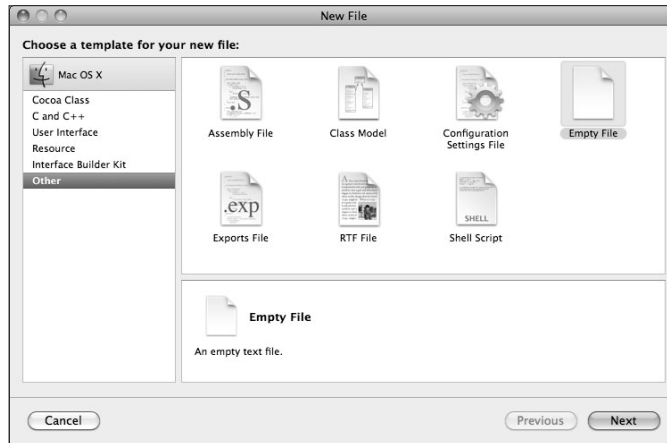 New File
Choose a template for your new file:
Mac OS X
Cocoa Class
C and C++
User Interface
Resource
Interface Builder Kit
Other
.S
Assembly File
Class Model
Configuration
Settings File
Empty File
.exp
Exports File
RTF File
SHELL
Shell Script
Empty File
An empty text file.
Cancel
Previous
Next